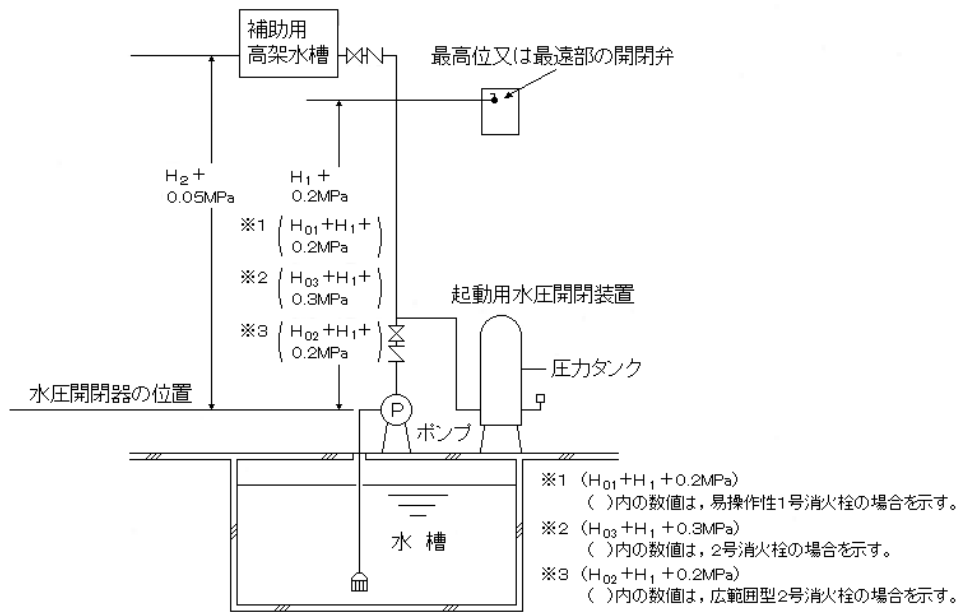 補助用
高架水槽
最高位又は最遠部の開閉弁
H₂＋
0.05MPa
H₁＋
0.2MPa
※1 （H₀₁＋H₁＋
0.2MPa）
※2 （H₀₃＋H₁＋
0.3MPa）
※3 （H₀₂＋H₁＋
0.2MPa）
起動用水圧開閉装置
圧力タンク
水圧開閉器の位置
P
ポンプ
水 槽
※1 （H₀₁＋H₁＋0.2MPa）
（ ）内の数値は，易操作性1号消火栓の場合を示す。
※2 （H₀₃＋H₁＋0.3MPa）
（ ）内の数値は，2号消火栓の場合を示す。
※3 （H₀₂＋H₁＋0.2MPa）
（ ）内の数値は，広範囲型2号消火栓の場合を示す。